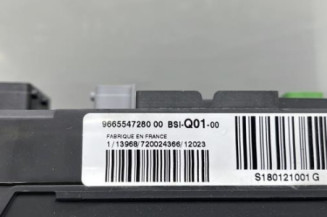 9665547280 00 BSI-Q01-00
FABRIQUE EN FRANCE
1/13968/720024366/12023
S180121001 G